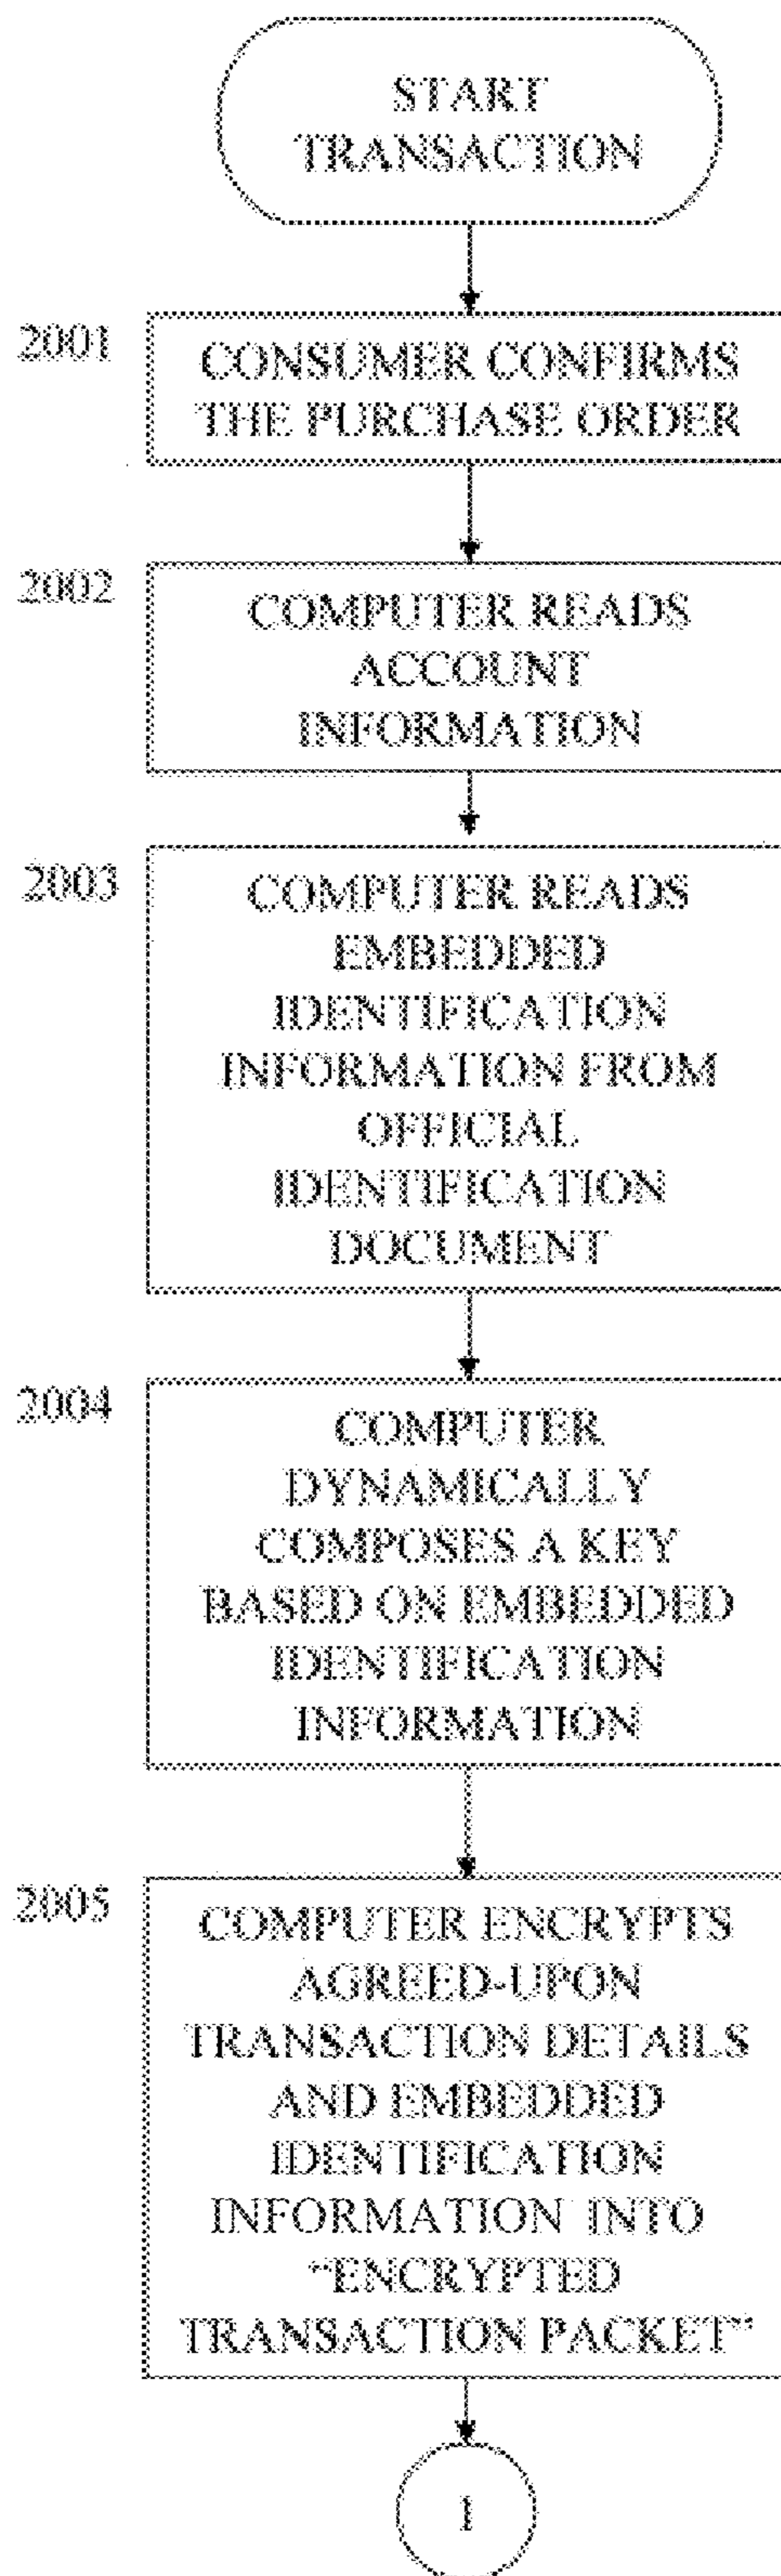 START
TRANSACTION
2001
CONSUMER CONFIRMS
THE PURCHASE ORDER
2002
COMPUTER READS
ACCOUNT
INFORMATION
2003
COMPUTER READS
EMBEDDED
IDENTIFICATION
INFORMATION FROM
OFFICIAL
IDENTIFICATION
DOCUMENT
2004
COMPUTER
DYNAMICALLY
COMPOSES A KEY
BASED ON EMBEDDED
IDENTIFICATION
INFORMATION
2005
COMPUTER ENCRYPTS
AGREED-UPON
TRANSACTION DETAILS
AND EMBEDDED
IDENTIFICATION
INFORMATION INTO
“ENCRYPTED
TRANSACTION PACKET”
1